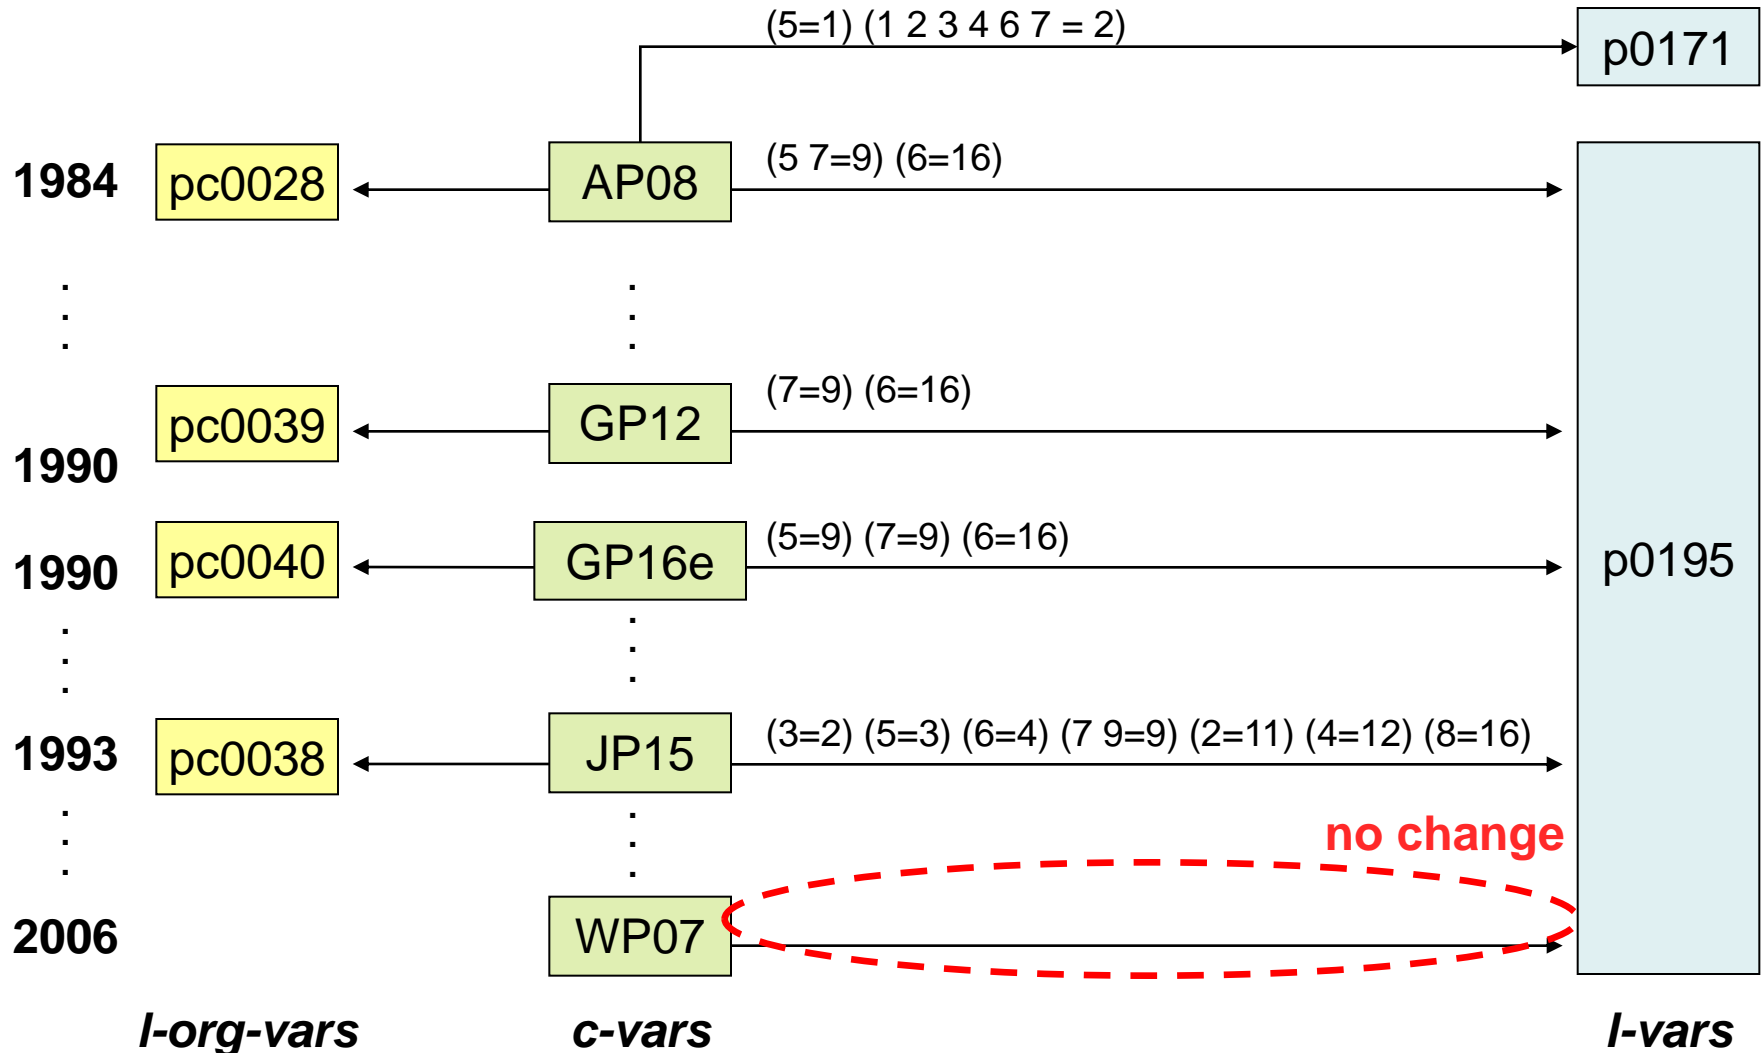 (5=1) (1 2 3 4 6 7 = 2)
p0171
1984
pc0028
AP08
(5 7=9) (6=16)
.
.
.
.
.
.
pc0039
GP12
(7=9) (6=16)
1990
1990
pc0040
GP16e
(5=9) (7=9) (6=16)
p0195
.
.
.
.
.
.
1993
pc0038
JP15
(3=2) (5=3) (6=4) (7 9=9) (2=11) (4=12) (8=16)
.
.
.
.
.
.
no change
2006
WP07
l-org-vars
c-vars
l-vars